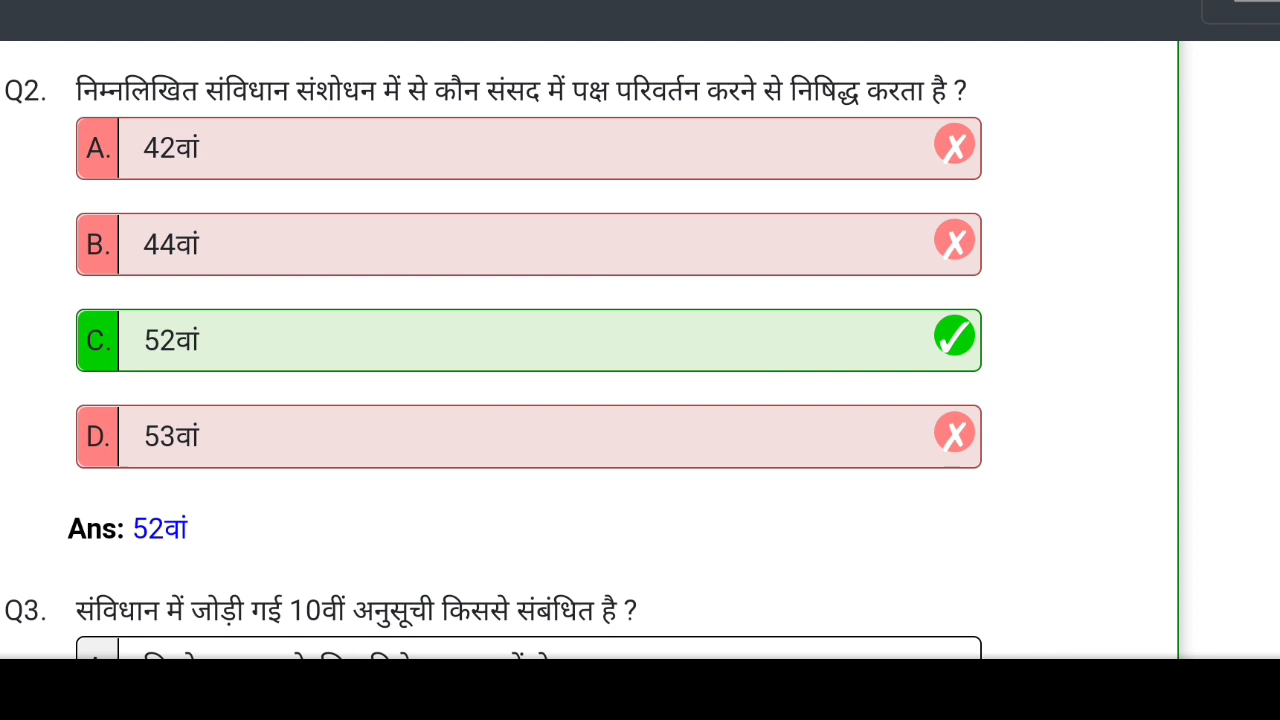 Q2. निम्नलिखित संविधान संशोधन में से कौन संसद में पक्ष परिवर्तन करने से निषिद्ध करता है ?
A. 42वां
B. 44वां
C. 52वां
D. 53वां
Ans: 52वां
Q3. संविधान में जोड़ी गई 10वीं अनुसूची किससे संबंधित है ?